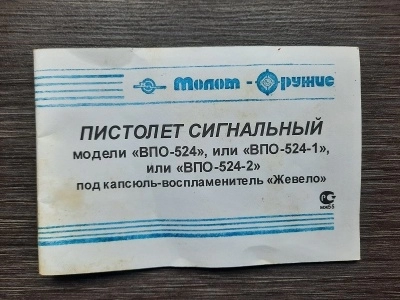 Молот - Оружие
ПИСТОЛЕТ СИГНАЛЬНЫЙ
модели «ВПО-524», или «ВПО-524-1»,
или «ВПО-524-2»
под капсюль-воспламенитель «Жевело»